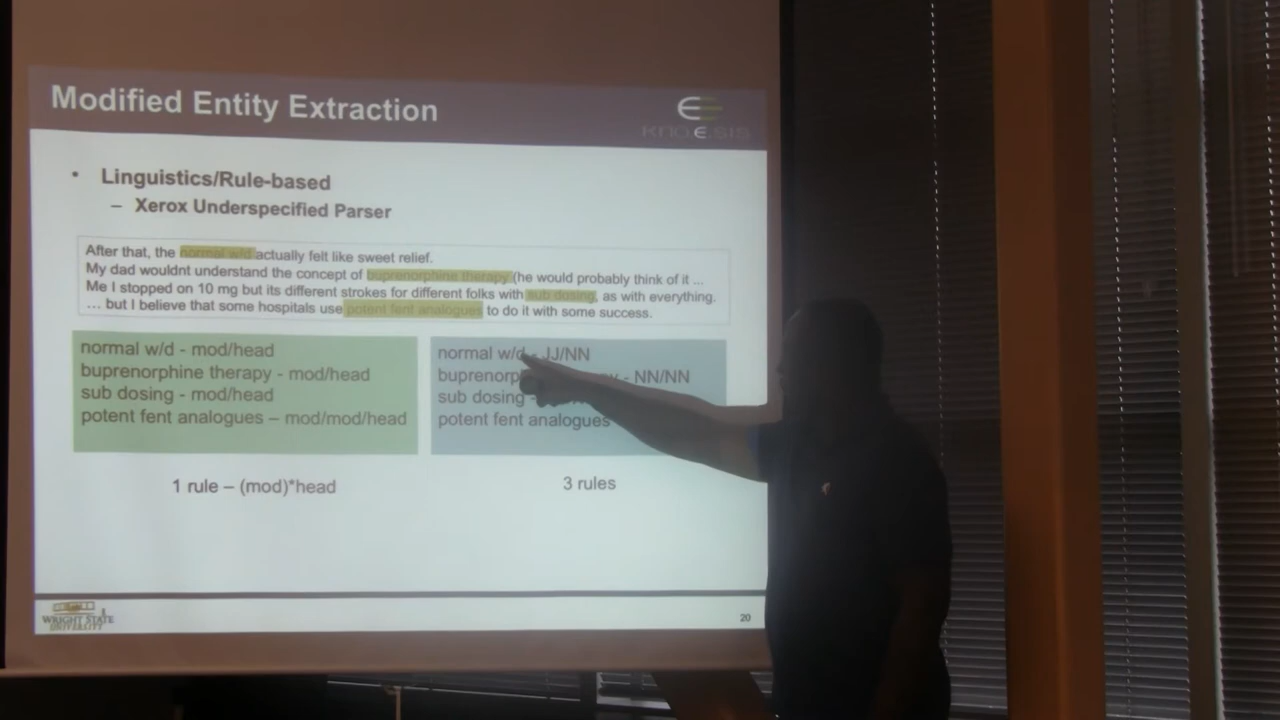 Modified Entity Extraction
KNO.E.SIS
• Linguistics/Rule-based
– Xerox Underspecified Parser
After that, the normal w/d actually felt like sweet relief.
My dad wouldnt understand the concept of buprenorphine therapy (he would probably think of it ...
Me I stopped on 10 mg but its different strokes for different folks with sub dosing, as with everything.
... but I believe that some hospitals use potent fent analogues to do it with some success.
normal w/d - mod/head
buprenorphine therapy - mod/head
sub dosing - mod/head
potent fent analogues – mod/mod/head
normal w/d - JJ/NN
- NN/NN
sub dosing -
potent fent analogues
1 rule – (mod)*head
3 rules
WRIGHT STATE
UNIVERSITY
20